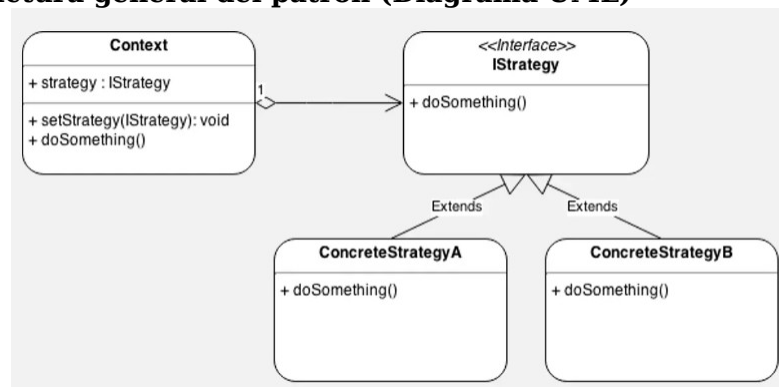 general del patrón (Diagrama UML)
Context
+ strategy : IStrategy
+ setStrategy(IStrategy): void
+ doSomething()
1
<<Interface>>
IStrategy
+ doSomething()
Extends
Extends
ConcreteStrategyA
+ doSomething()
ConcreteStrategyB
+ doSomething()